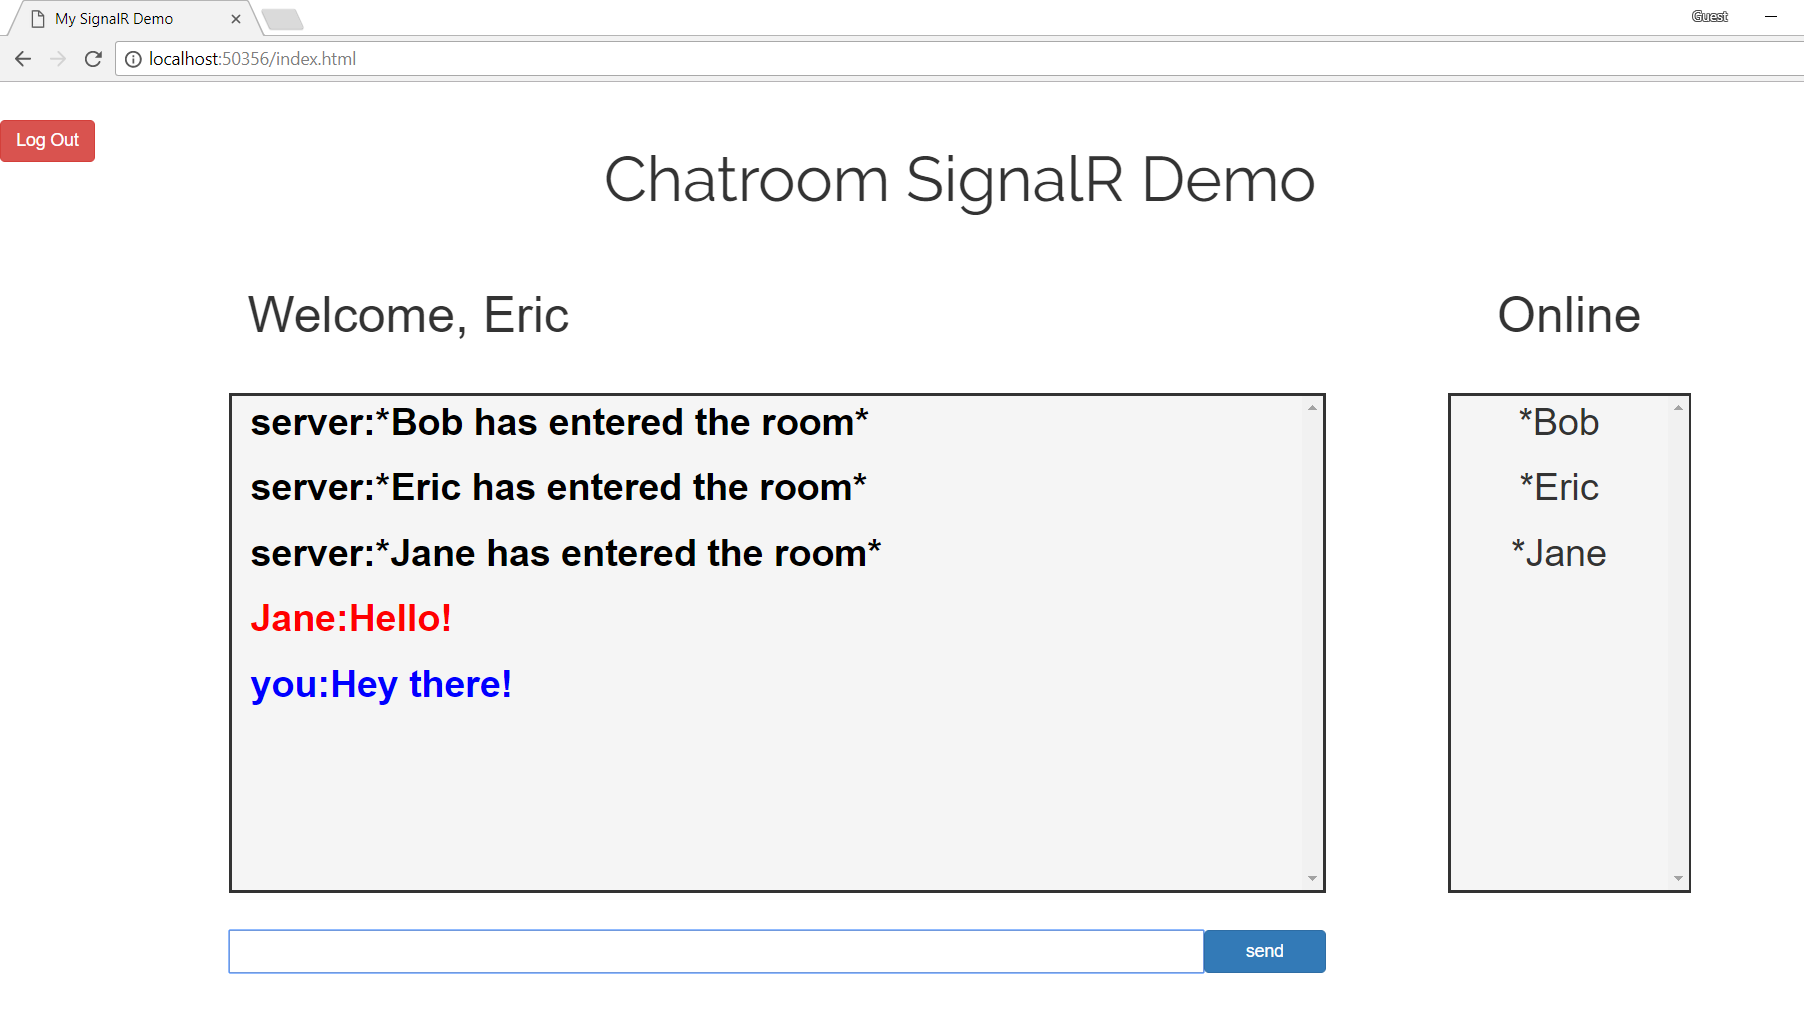 My SignalR Demo
Guest
localhost:50356/index.html
Log Out
Chatroom SignalR Demo
Welcome, Eric
Online
server:*Bob has entered the room*
server:*Eric has entered the room*
server:*Jane has entered the room*
Jane:Hello!
you:Hey there!
*Bob
*Eric
*Jane
send